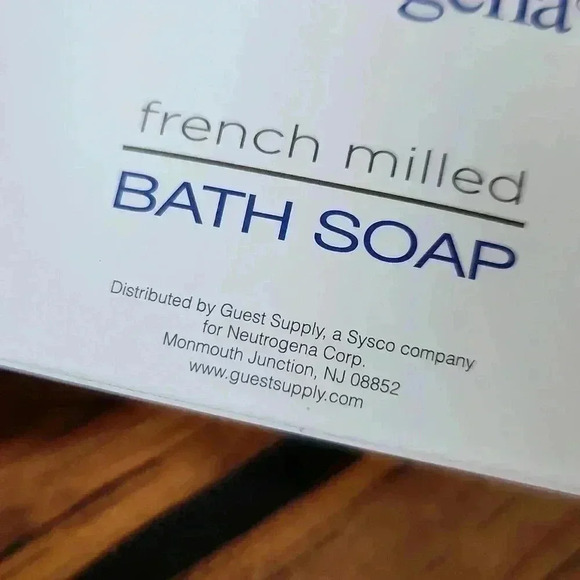 french milled
BATH SOAP
Distributed by Guest Supply, a Sysco company
for Neutrogena Corp.
Monmouth Junction, NJ 08852
www.guestsupply.com